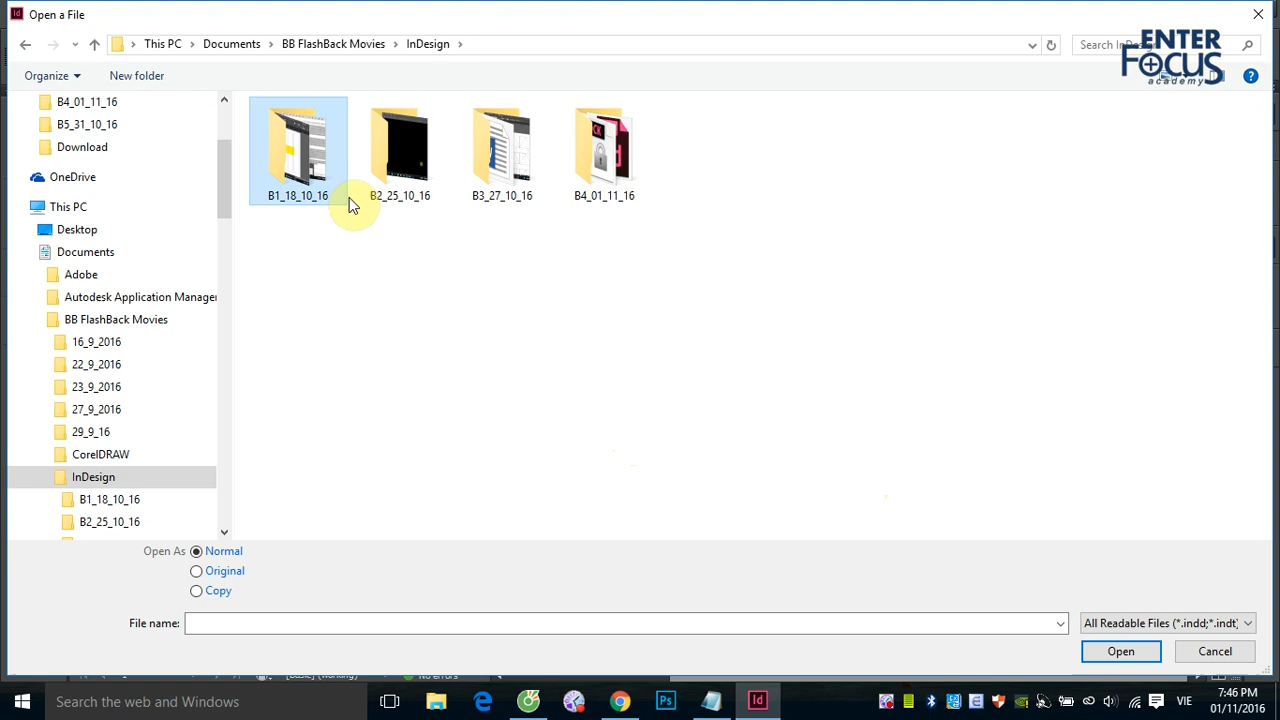 Open a File
This PC > Documents > BB FlashBack Movies > InDesign >
ENTER
FOCUS
academy
Organize
New folder
B4_01_11_16
B5_31_10_16
Download
OneDrive
This PC
Desktop
Documents
Adobe
Autodesk Application Manager
BB FlashBack Movies
16_9_2016
22_9_2016
23_9_2016
27_9_2016
29_9_16
CorelDRAW
InDesign
B1_18_10_16
B2_25_10_16
B1_18_10_16
B2_25_10_16
B3_27_10_16
B4_01_11_16
Open As
Normal
Original
Copy
File name:
All Readable Files (*.indd;*.indt)
Open
Cancel
Search the web and Windows
VIE
7:46 PM
01/11/2016